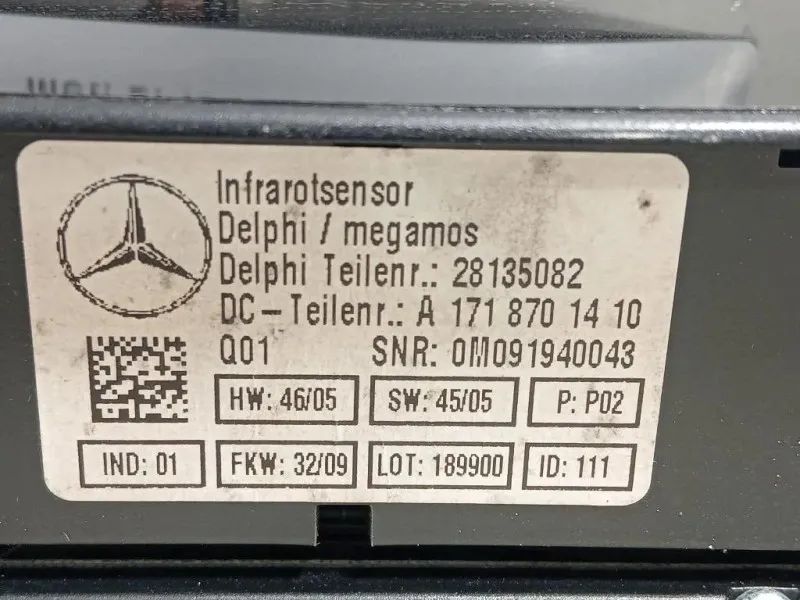 Infrarotsensor
Delphi / megamos
Delphi Teilenr.: 28135082
DC-Teilenr.: A 171 870 14 10
Q01 SNR: 0M091940043
HW: 46/05 SW: 45/05 P: P02
IND: 01 FKW: 32/09 LOT: 189900 ID: 111